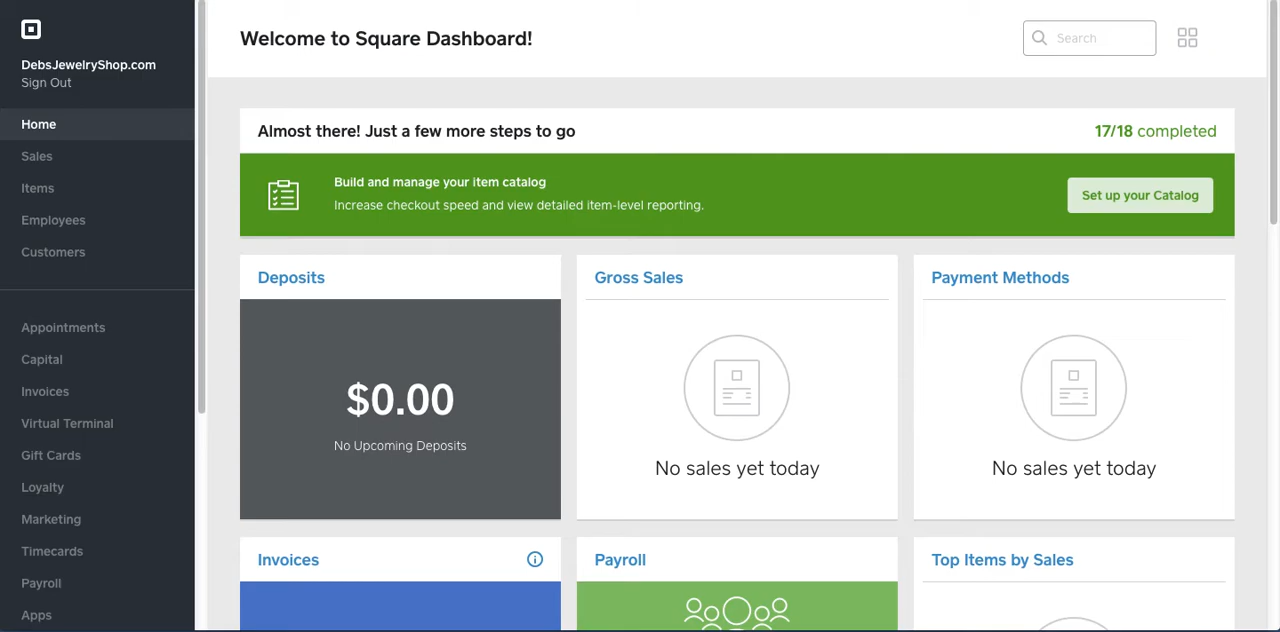 DebsJewelryShop.com
Sign Out
Home
Sales
Items
Employees
Customers
Appointments
Capital
Invoices
Virtual Terminal
Gift Cards
Loyalty
Marketing
Timecards
Payroll
Apps
Welcome to Square Dashboard!
Search
Almost there! Just a few more steps to go
17/18 completed
Build and manage your item catalog
Increase checkout speed and view detailed item-level reporting.
Set up your Catalog
Deposits
$0.00
No Upcoming Deposits
Gross Sales
No sales yet today
Payment Methods
No sales yet today
Invoices
Payroll
Top Items by Sales